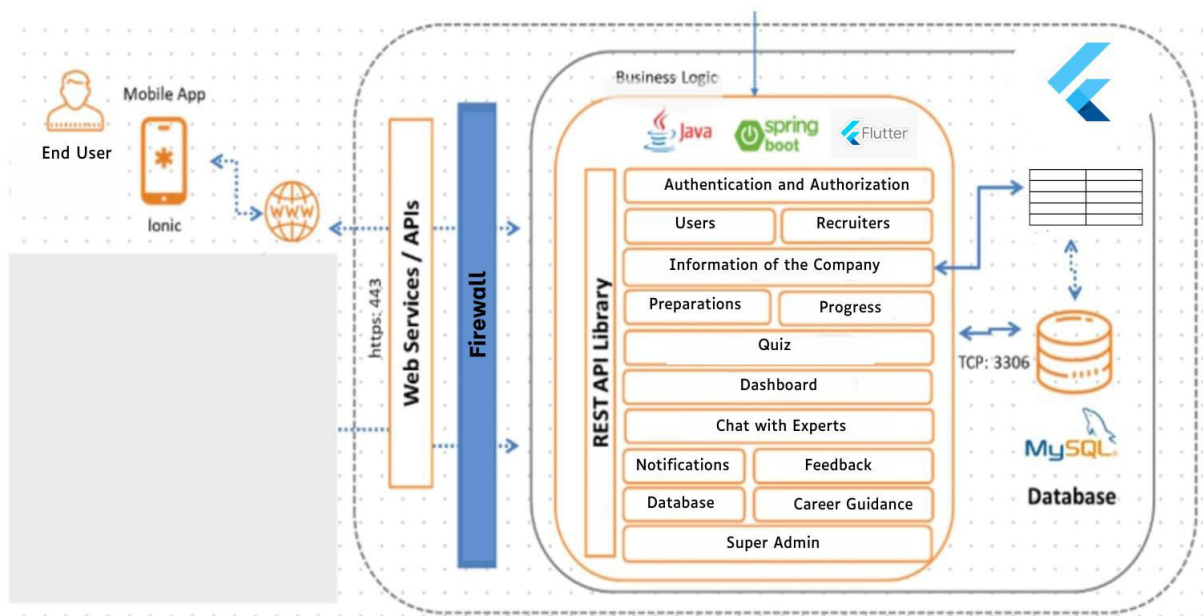 Business Logic
Mobile App
End User
Ionic
WWW
https: 443
Web Services / APIs
Firewall
Java
spring
boot
Flutter
REST API Library
Authentication and Authorization
Users
Recruiters
Information of the Company
Preparations
Progress
Quiz
Dashboard
Chat with Experts
Notifications
Feedback
Database
Career Guidance
Super Admin
TCP: 3306
MySQL
Database